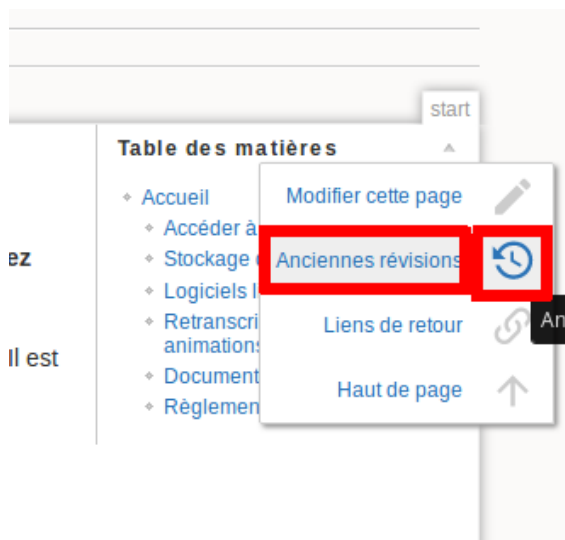 start
Table des matières
Accueil
Accéder à
Stockage
Logiciels
Retranscri
animations
Document
Règlemen
ez
Il est
Modifier cette page
Anciennes révisions
Liens de retour
Haut de page
An